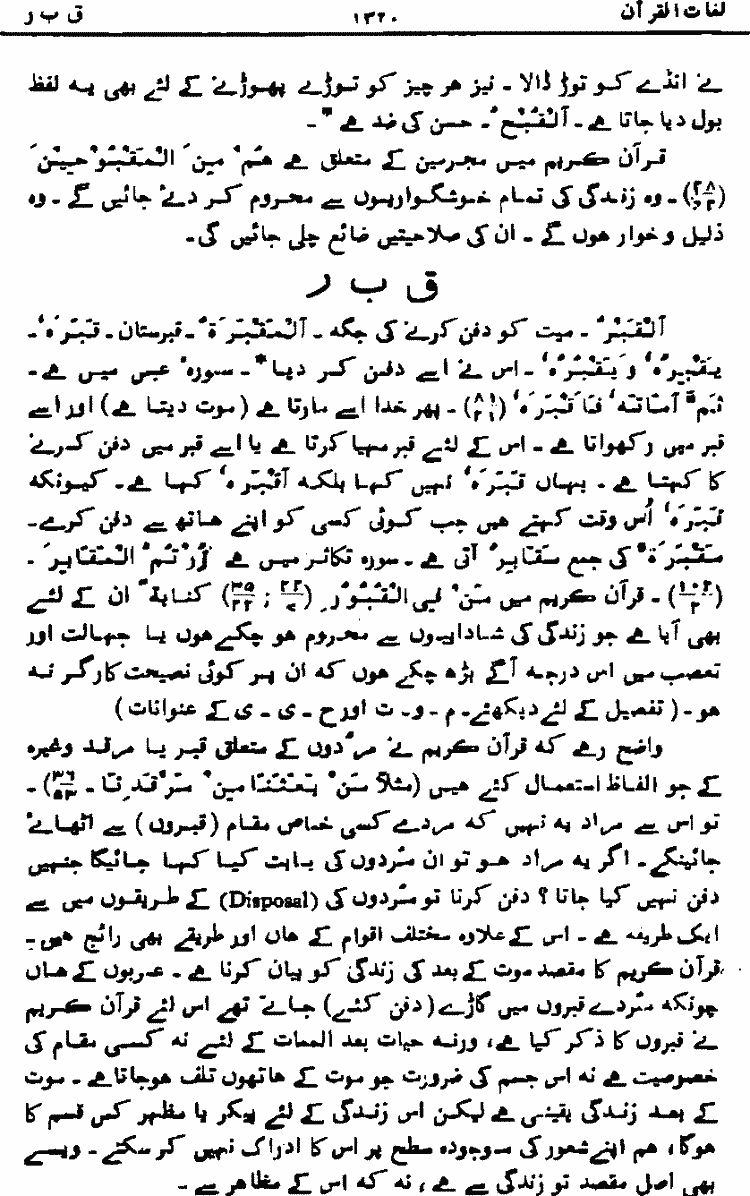 لغات القرآن ۱۳۲۰ ق ب ر
نے انڈے کو توڑ ڈالا ۔ نیز ہر چیز کو توڑنے پھوڑنے کے لئے بھی یہ لفظ
بول دیا جاتا ہے ۔ اَلْقُبْحُ ۔ حسن کی ضد ہے * ۔
قرآن کریم میں مجرمین کے متعلق ہے ھُمْ مِنَ الْمَقْبُوْحِیْنَ
(۲۸/۴۲) ۔ وہ زندگی کی تمام خوشگواریوں سے محروم کر دئے جائیں گے ۔ وہ
ذلیل و خوار ہوں گے ۔ ان کی صلاحیتیں ضائع چلی جائیں گی۔
ق ب ر
اَلْقَبْرُ ۔ میت کو دفن کرنے کی جگہ ۔ اَلْمَقْبَرَۃُ ۔ قبرستان ۔ قَبَرَہٗ ۔
یَقْبِرُہٗ وَ یَقْبُرُہٗ ۔ اس نے اسے دفن کر دیا * ۔ سورہ عبس میں ہے ۔
ثُمَّ اَمَاتَہٗ فَاَقْبَرَہٗ (۸۰/۲۱) ۔ پھر خدا اسے مارتا ہے (موت دیتا ہے) اور اسے
قبر میں رکھواتا ہے ۔ اس کے لئے قبر مہیا کرتا ہے یا اسے قبر میں دفن کرنے
کا کہتا ہے ۔ یہاں قَبَرَہٗ نہیں کہا بلکہ اَقْبَرَہٗ کہا ہے ۔ کیونکہ
قَبَرَہٗ اُس وقت کہتے ہیں جب کوئی کسی کو اپنے ہاتھ سے دفن کرے ۔
مَقْبَرَۃٌ کی جمع مَقَابِرُ آتی ہے ۔ سورہ تکاثر میں ہے زُرْتُمُ الْمَقَابِرَ ۔
(۱۰۲/۲) ۔ قرآن کریم میں مَنْ فِی الْقُبُوْرِ (۲۲/۷ ; ۳۵/۲۲) کنایۃً ان کے لئے
بھی آیا ہے جو زندگی کی شادابیوں سے محروم ہو چکے ہوں یا جہالت اور
تعصب میں اس درجہ آگے بڑھ چکے ہوں کہ ان پر کوئی نصیحت کارگر نہ
ہو ۔ (تفصیل کے لئے دیکھئے ۔ م ۔ و ۔ ت اور ح ۔ ی ۔ ی کے عنوانات)
واضح رہے کہ قرآن کریم نے مُردوں کے متعلق قبر یا مرقد وغیرہ
کے جو الفاظ استعمال کئے ہیں (مثلاً مَنْ بَعَثَنَا مِنْ مَرْقَدِنَا ۔ ۳۶/۵۲) ۔
تو اس سے مراد یہ نہیں کہ مردے کسی خاص مقام (قبروں) سے اٹھائے
جائینگے ۔ اگر یہ مراد ہو تو ان مُردوں کی بابت کیا کہا جائیگا جنہیں
دفن نہیں کیا جاتا ؟ دفن کرنا تو مُردوں کی (Disposal) کے طریقوں میں سے
ایک طریقہ ہے ۔ اس کے علاوہ مختلف اقوام کے ہاں اور طریقے بھی رائج ہیں ۔
قرآن کریم کا مقصد موت کے بعد کی زندگی کو بیان کرنا ہے ۔ عربوں کے ہاں
چونکہ مُردے قبروں میں گاڑے (دفن کئے) جاتے تھے اس لئے قرآن کریم
نے قبروں کا ذکر کیا ہے، ورنہ حیات بعد الممات کے لئے نہ کسی مقام کی
خصوصیت ہے نہ اس جسم کی ضرورت جو موت کے ہاتھوں تلف ہوجاتا ہے ۔ موت
کے بعد زندگی یقینی ہے لیکن اس زندگی کے لئے پیکر یا مظہر کس قسم کا
ہوگا، ہم اپنے شعور کی موجودہ سطح پر اس کا ادراک نہیں کر سکتے ۔ ویسے
بھی اصل مقصد تو زندگی سے ہے، نہ کہ اس کے مظاہر سے ۔